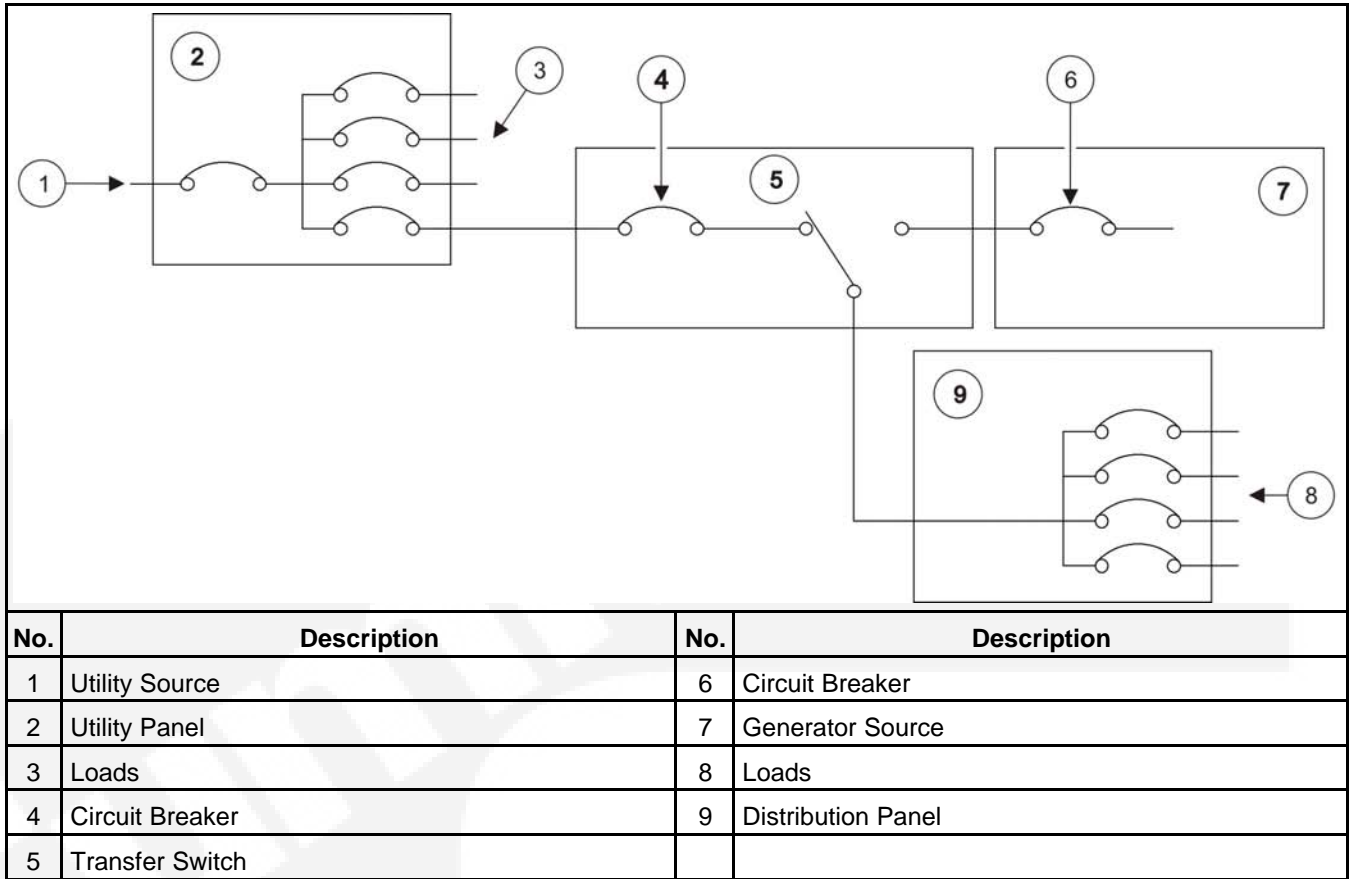 2
3
4
6
1
5
7
9
8
No. Description No. Description
1 Utility Source 6 Circuit Breaker
2 Utility Panel 7 Generator Source
3 Loads 8 Loads
4 Circuit Breaker 9 Distribution Panel
5 Transfer Switch